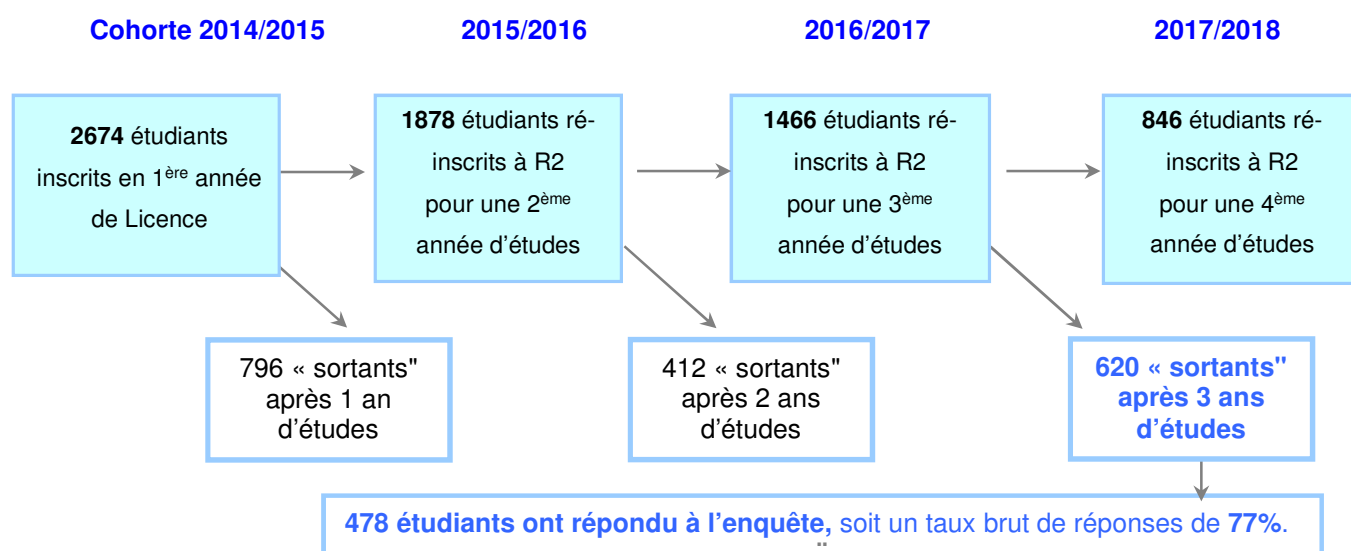 Cohorte 2014/2015 2015/2016 2016/2017 2017/2018
2674 étudiants
inscrits en 1ère année
de Licence
1878 étudiants ré-
inscrits à R2
pour une 2ème
année d’études
1466 étudiants ré-
inscrits à R2
pour une 3ème
année d’études
846 étudiants ré-
inscrits à R2
pour une 4ème
année d’études
796 « sortants"
après 1 an
d’études
412 « sortants"
après 2 ans
d’études
620 « sortants"
après 3 ans
d’études
478 étudiants ont répondu à l’enquête, soit un taux brut de réponses de 77%.